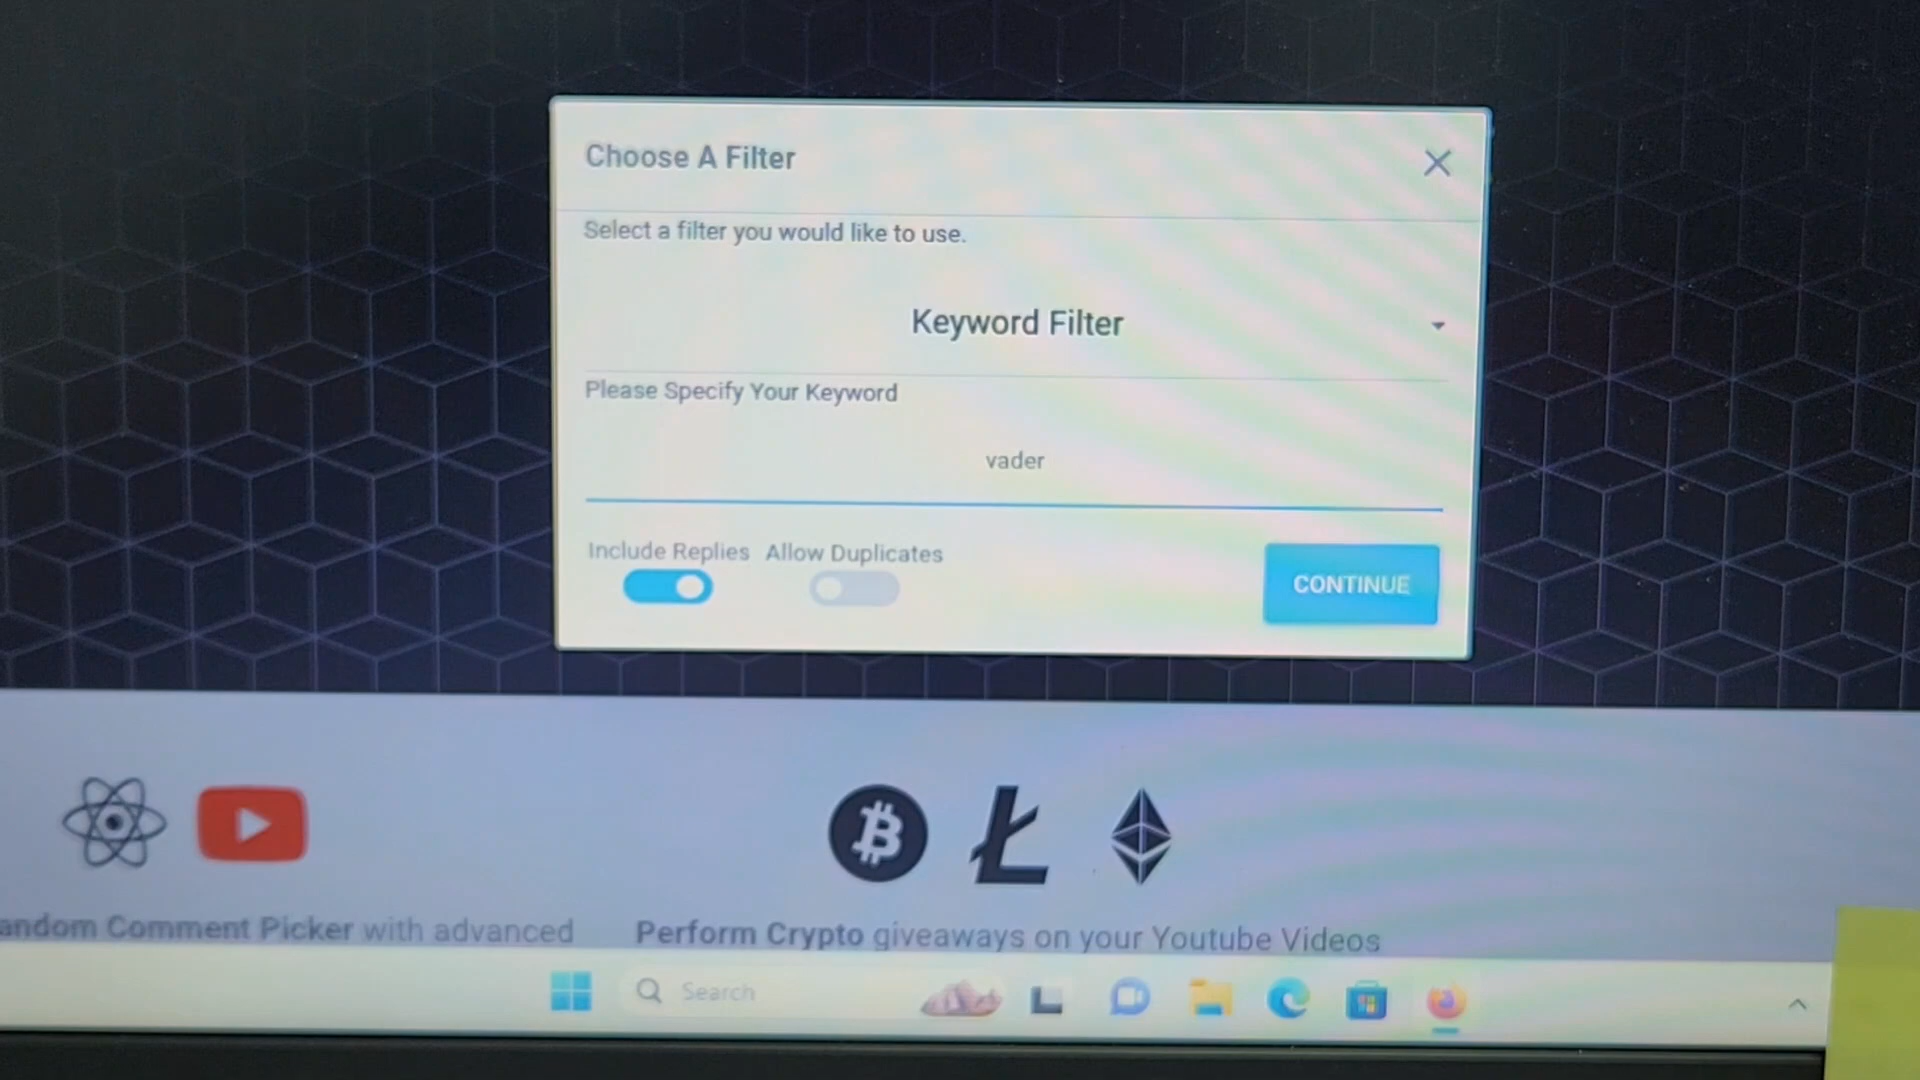 Choose A Filter
Select a filter you would like to use.
Keyword Filter
Please Specify Your Keyword
vader
Include Replies Allow Duplicates
CONTINUE
andom Comment Picker with advanced
Perform Crypto giveaways on your Youtube Videos
Search